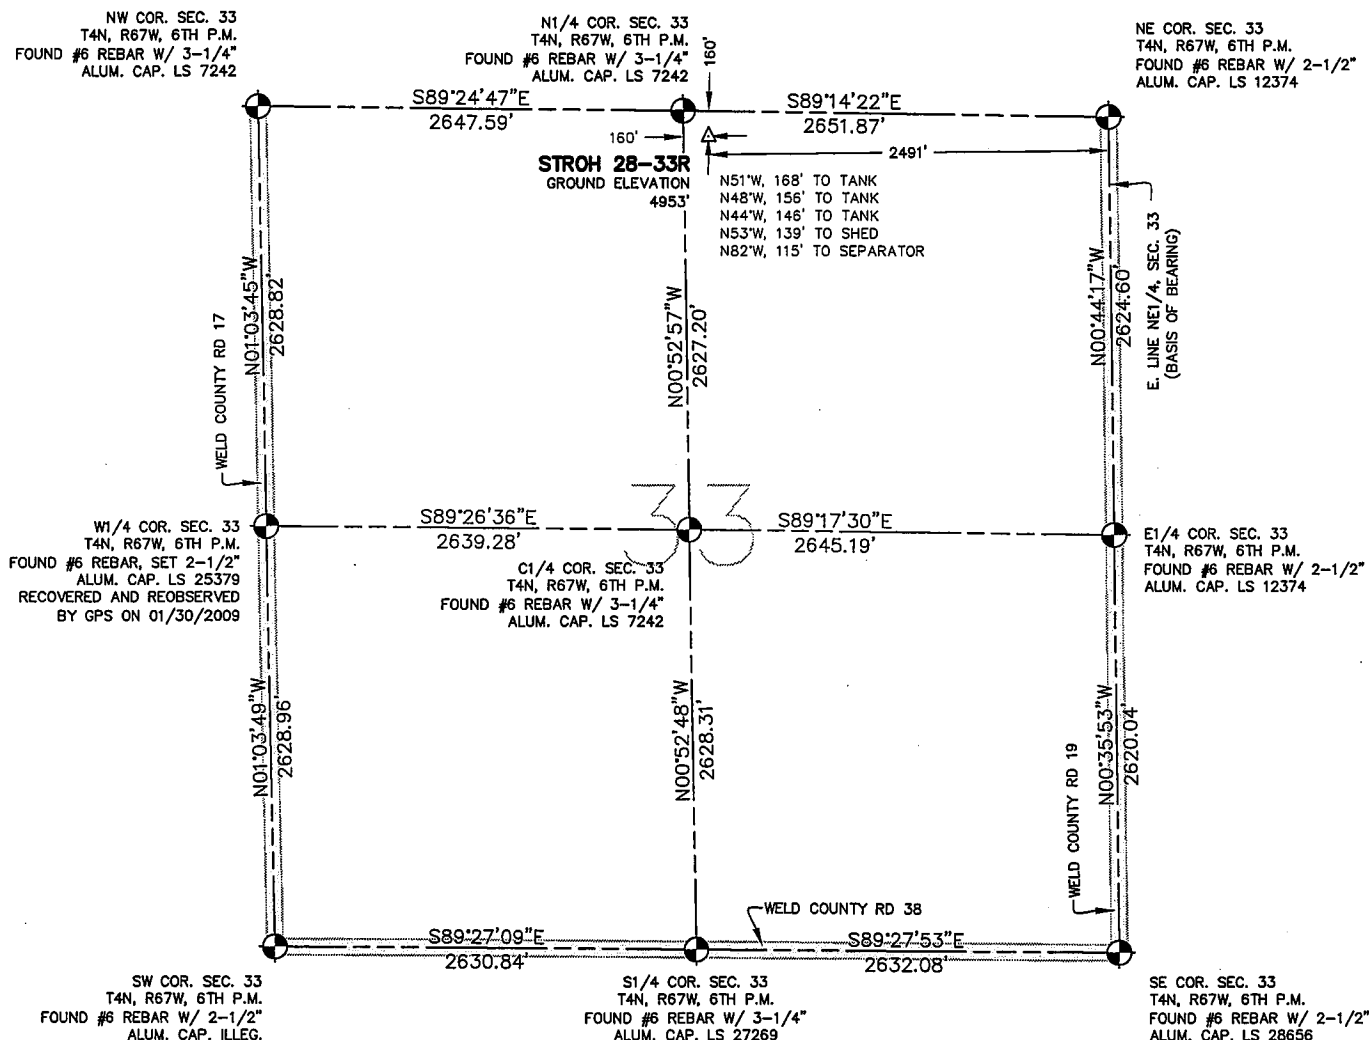 NW COR. SEC. 33
T4N, R67W, 6TH P.M.
FOUND #6 REBAR W/ 3-1/4"
ALUM. CAP. LS 7242
N1/4 COR. SEC. 33
T4N, R67W, 6TH P.M.
FOUND #6 REBAR W/ 3-1/4"
ALUM. CAP. LS 7242
160'
NE COR. SEC. 33
T4N, R67W, 6TH P.M.
FOUND #6 REBAR W/ 2-1/2"
ALUM. CAP. LS 12374
S89°24'47"E
2647.59'
S89°14'22"E
2651.87'
160'
2491'
STROH 28-33R
GROUND ELEVATION
4953'
N51°W, 168' TO TANK
N48°W, 156' TO TANK
N44°W, 146' TO TANK
N53°W, 139' TO SHED
N82°W, 115' TO SEPARATOR
WELD COUNTY RD 17
N01°03'45"W
2628.82'
N00°52'57"W
2627.20'
N00°44'17"W
2624.60'
E. LINE NE1/4, SEC. 33
(BASIS OF BEARING)
33
W1/4 COR. SEC. 33
T4N, R67W, 6TH P.M.
FOUND #6 REBAR, SET 2-1/2"
ALUM. CAP. LS 25379
RECOVERED AND REOBSERVED
BY GPS ON 01/30/2009
S89°26'36"E
2639.28'
S89°17'30"E
2645.19'
C1/4 COR. SEC. 33
T4N, R67W, 6TH P.M.
FOUND #6 REBAR W/ 3-1/4"
ALUM. CAP. LS 7242
E1/4 COR. SEC. 33
T4N, R67W, 6TH P.M.
FOUND #6 REBAR W/ 2-1/2"
ALUM. CAP. LS 12374
N01°03'49"W
2628.96'
N00°52'48"W
2628.31'
WELD COUNTY RD 19
N00°35'53"W
2620.04'
WELD COUNTY RD 38
S89°27'09"E
2630.84'
S89°27'53"E
2632.08'
SW COR. SEC. 33
T4N, R67W, 6TH P.M.
FOUND #6 REBAR W/ 2-1/2"
ALUM. CAP. ILLEG.
S1/4 COR. SEC. 33
T4N, R67W, 6TH P.M.
FOUND #6 REBAR W/ 3-1/4"
ALUM. CAP. LS 27269
SE COR. SEC. 33
T4N, R67W, 6TH P.M.
FOUND #6 REBAR W/ 2-1/2"
ALUM. CAP. LS 28656